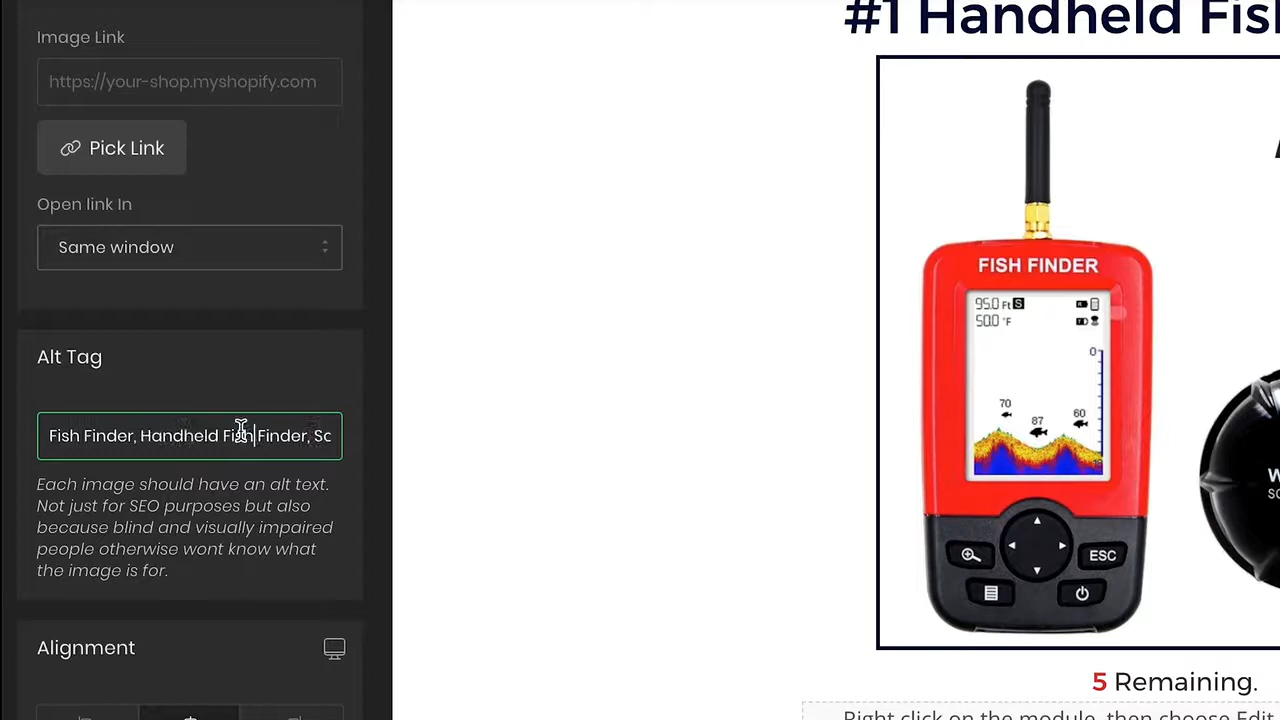 Image Link
https://your-shop.myshopify.com
Pick Link
Open link In
Same window
Alt Tag
Fish Finder, Handheld Fish Finder, Sc
Each image should have an alt text.
Not just for SEO purposes but also
because blind and visually impaired
people otherwise wont know what
the image is for.
Alignment
#1 Handheld Fis
FISH FINDER
95.0 Ft S
50.0 °F
0
70
87
60
ESC
W
SO
5 Remaining.
Right click on the module, then choose Edit